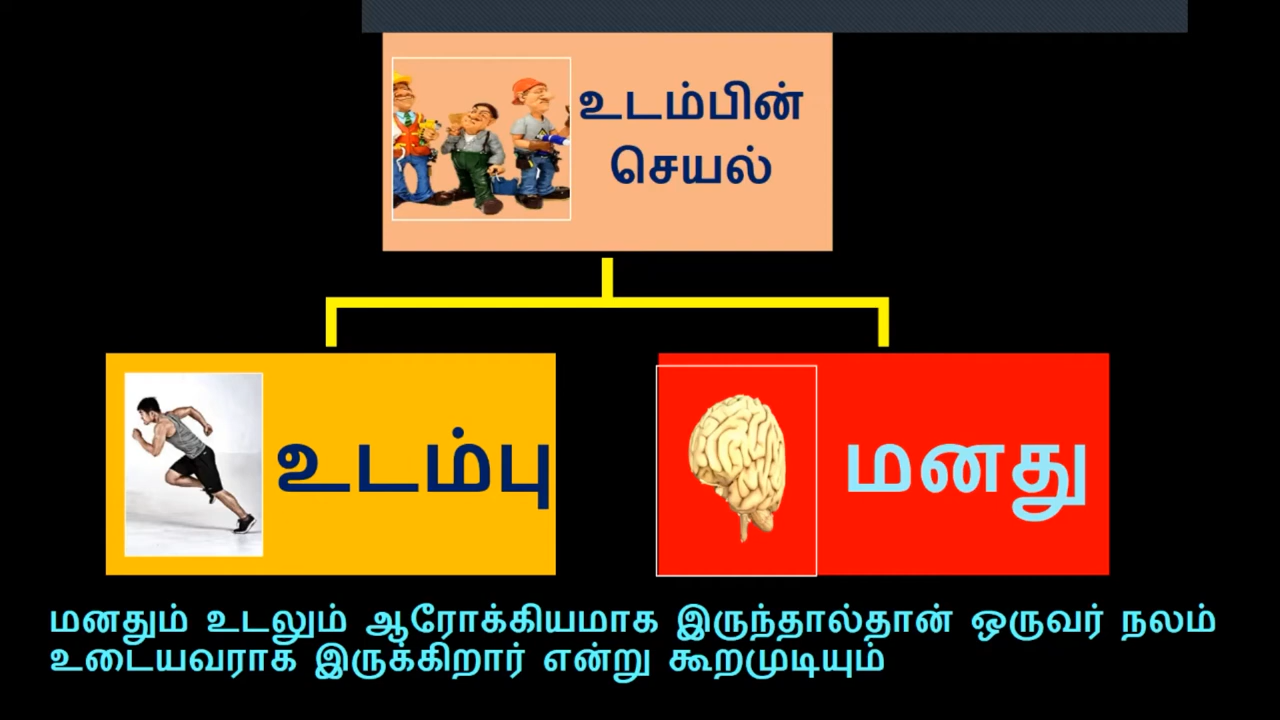 உடம்பின்
செயல்
உடம்பு
மனது
மனதும் உடலும் ஆரோக்கியமாக இருந்தால்தான் ஒருவர் நலம்
உடையவராக இருக்கிறார் என்று கூறமுடியும்